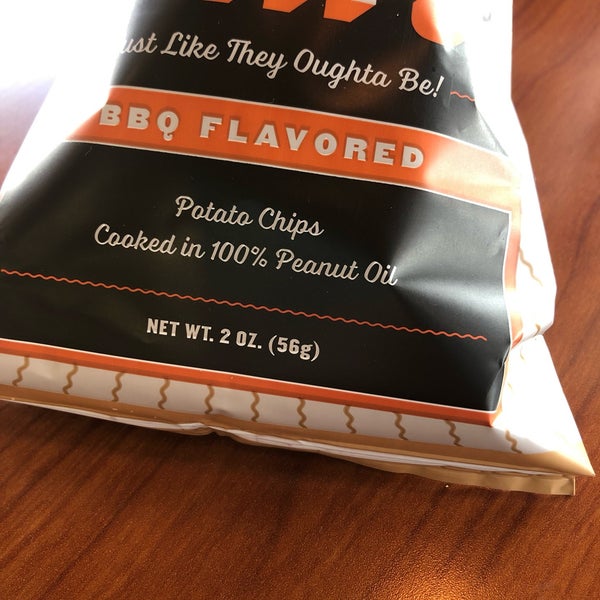 Just Like They Oughta Be!
BBQ FLAVORED
Potato Chips
Cooked in 100% Peanut Oil
NET WT. 2 OZ. (56g)